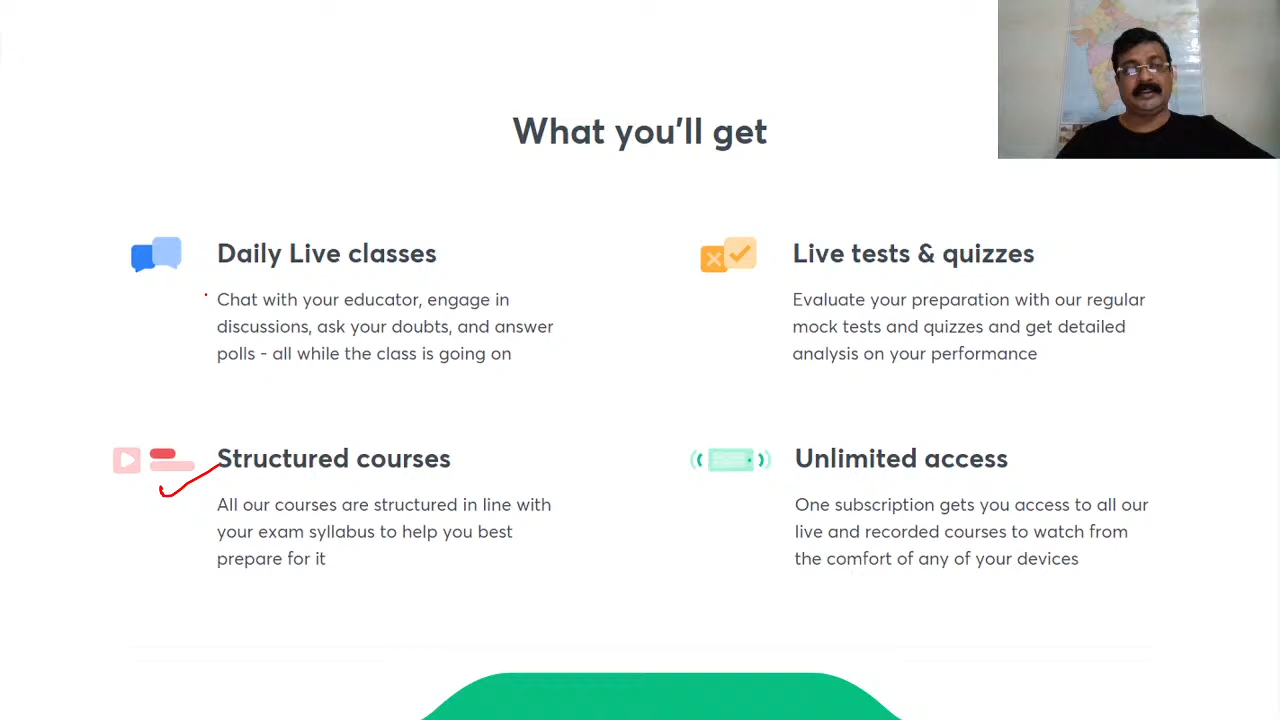 What you'll get
Daily Live classes
Chat with your educator, engage in
discussions, ask your doubts, and answer
polls - all while the class is going on
Live tests & quizzes
Evaluate your preparation with our regular
mock tests and quizzes and get detailed
analysis on your performance
Structured courses
All our courses are structured in line with
your exam syllabus to help you best
prepare for it
Unlimited access
One subscription gets you access to all our
live and recorded courses to watch from
the comfort of any of your devices